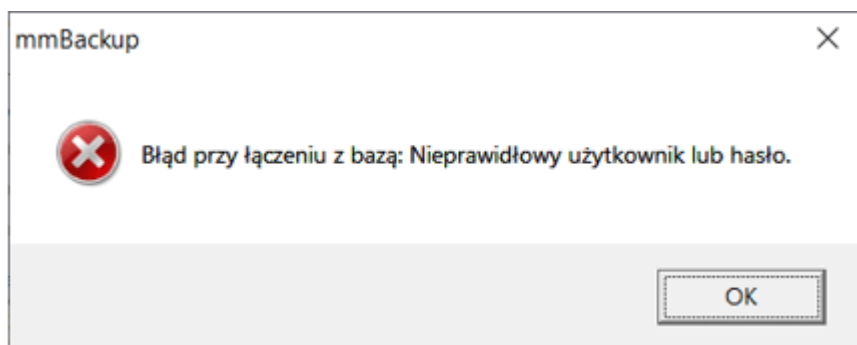 mmBackup
Błąd przy łączeniu z bazą: Nieprawidłowy użytkownik lub hasło.
OK